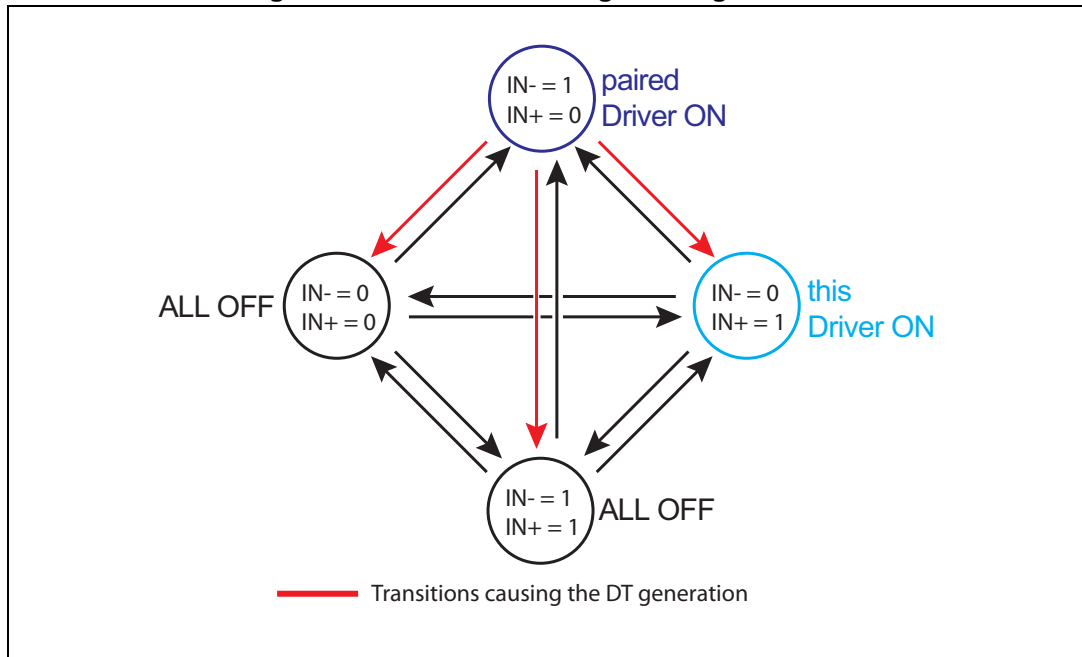 IN- = 1
IN+ = 0
paired
Driver ON
ALL OFF
IN- = 0
IN+ = 0
IN- = 0
IN+ = 1
this
Driver ON
IN- = 1
IN+ = 1
ALL OFF
Transitions causing the DT generation